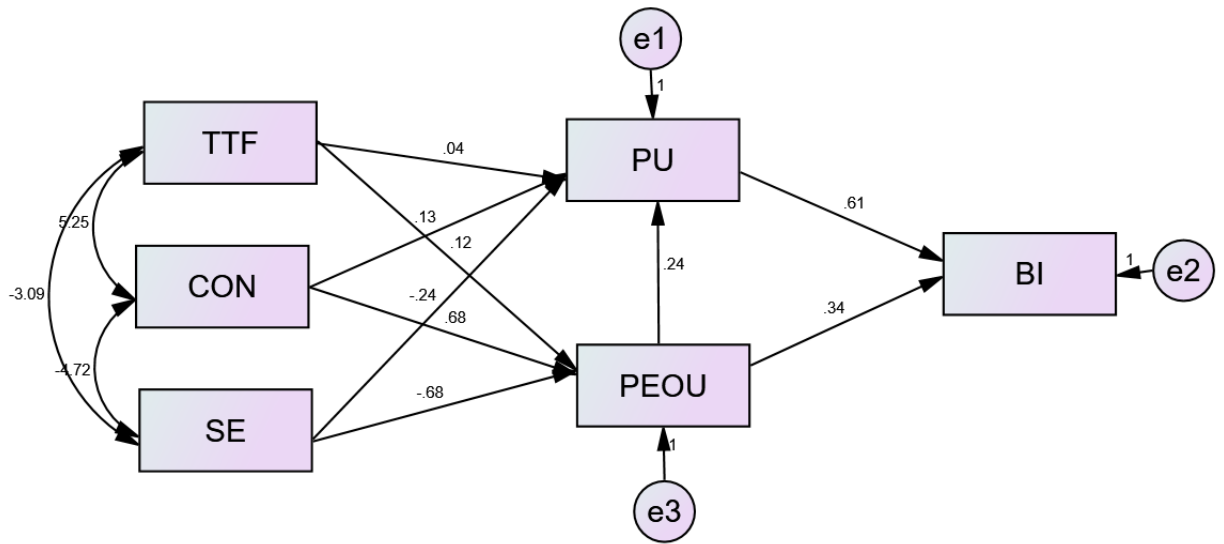 e1
1
TTF
.04
PU
.61
5.25
.13
.12
CON
.24
1
BI
e2
-3.09
-.24
.68
.34
-4.72
PEOU
-.68
SE
1
e3